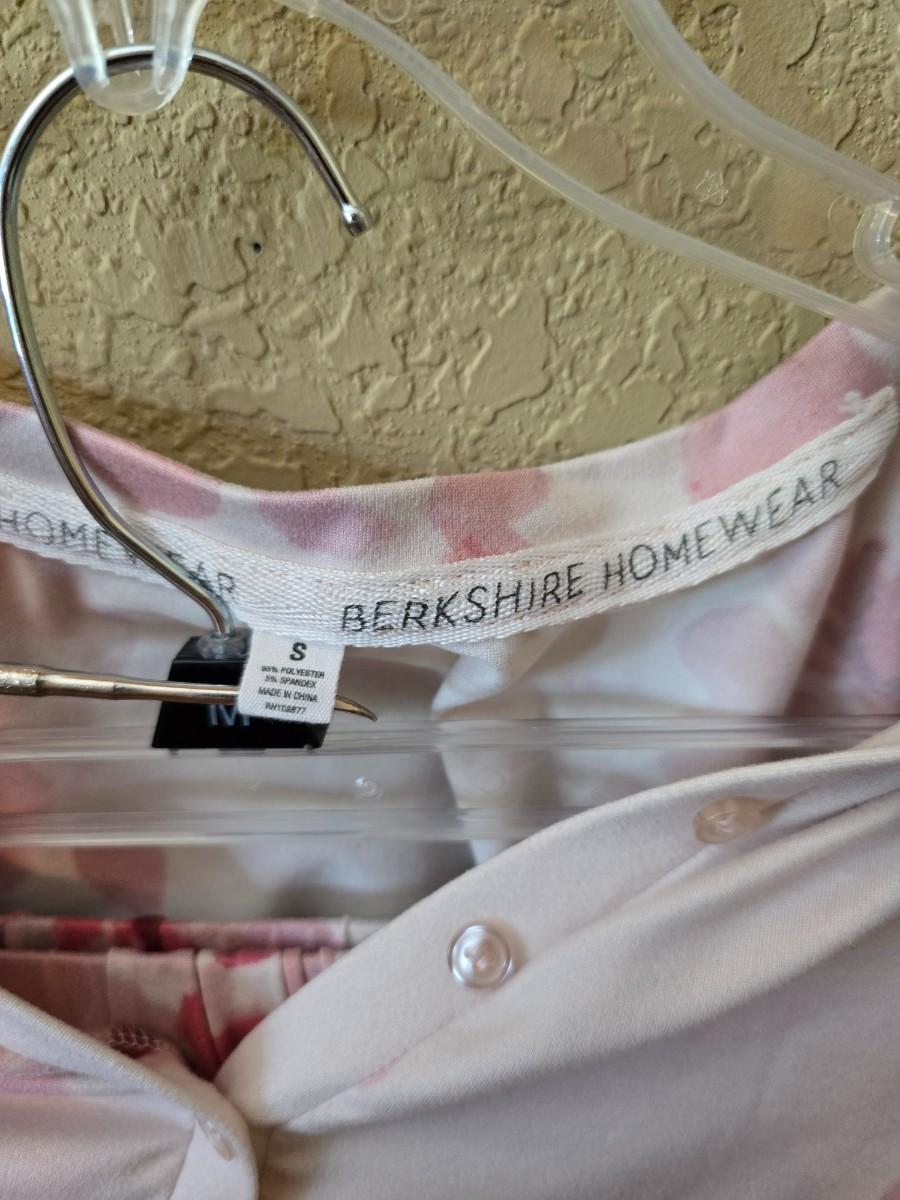 HOMEWEAR
BERKSHIRE HOMEWEAR
S
95% POLYESTER
5% SPANDEX
MADE IN CHINA
M